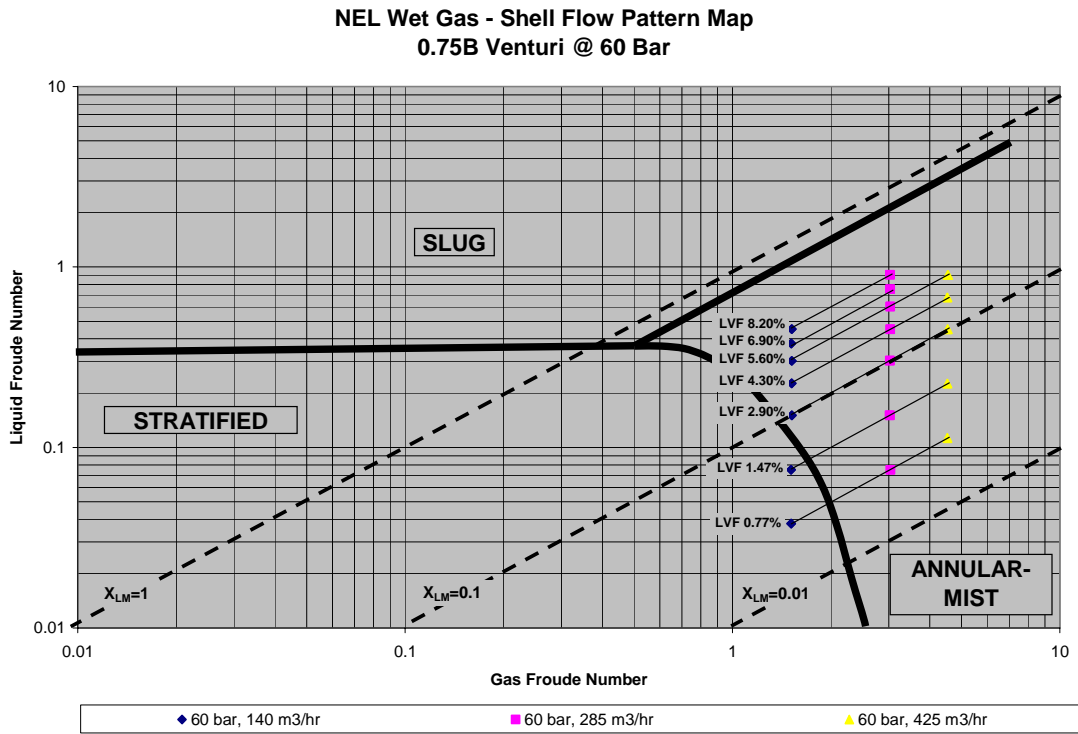 NEL Wet Gas - Shell Flow Pattern Map
0.75B Venturi @ 60 Bar
10
1
0.1
0.01
Liquid Froude Number
SLUG
STRATIFIED
ANNULAR-
MIST
LVF 8.20%
LVF 6.90%
LVF 5.60%
LVF 4.30%
LVF 2.90%
LVF 1.47%
LVF 0.77%
XLM=1
XLM=0.1
XLM=0.01
0.01
0.1
1
10
Gas Froude Number
60 bar, 140 m3/hr
60 bar, 285 m3/hr
60 bar, 425 m3/hr